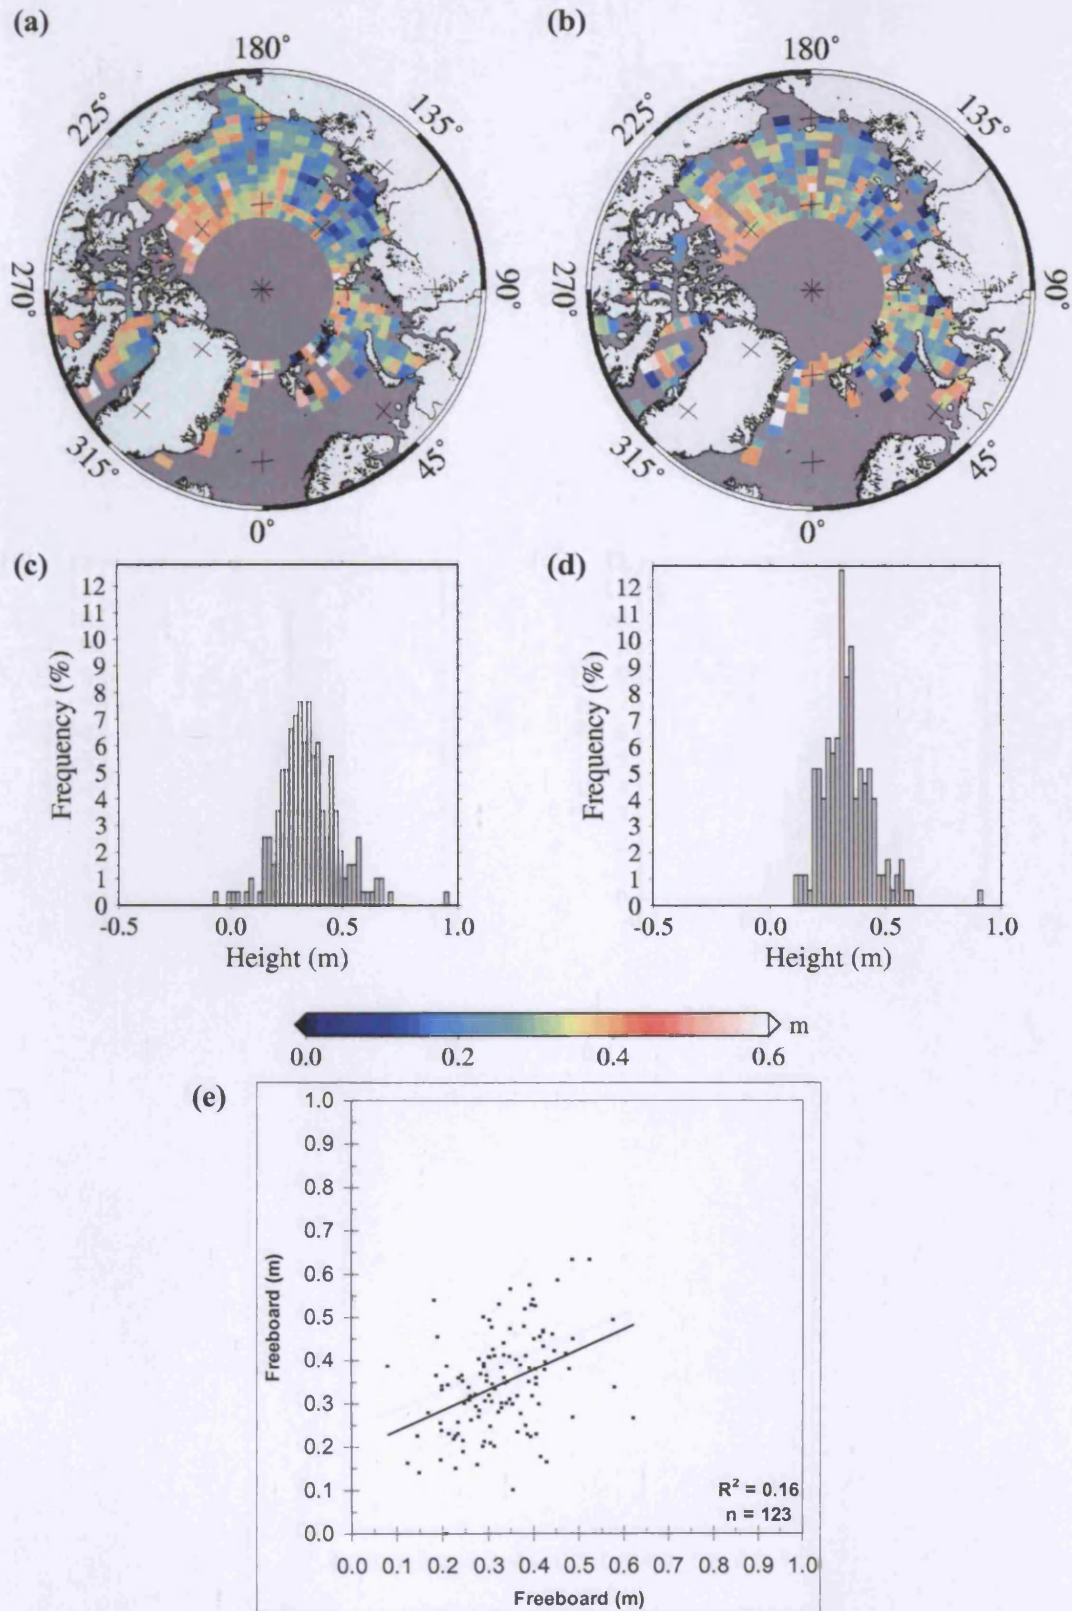 (a)
(b)
180°
180°
225°
135°
225°
135°
270°
90°
270°
90°
315°
45°
315°
45°
0°
0°
(c)
(d)
12
11
10
9
8
7
6
5
4
3
2
1
0
Frequency (%)
-0.5 0.0 0.5 1.0
Height (m)
12
11
10
9
8
7
6
5
4
3
2
1
0
Frequency (%)
-0.5 0.0 0.5 1.0
Height (m)
m
0.0 0.2 0.4 0.6
(e)
1.0
0.9
0.8
0.7
0.6
0.5
0.4
0.3
0.2
0.1
0.0
Freeboard (m)
R² = 0.16
n = 123
0.0 0.1 0.2 0.3 0.4 0.5 0.6 0.7 0.8 0.9 1.0
Freeboard (m)